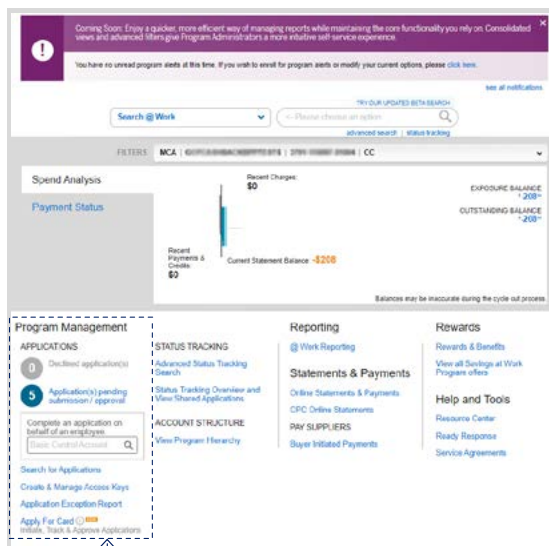 Coming Soon: Enjoy a quicker, more efficient way of managing reports while maintaining the core functionality you rely on. Consolidated
views and advanced filters give Program Administrators a more intuitive self-service experience.
You have no unread program alerts at this time. If you wish to enroll for program alerts or modify your current options, please click here.
see all notifications
TRY OUR UPDATED BETA SEARCH
Search @ Work
<-- Please choose an option
advanced search | status tracking
FILTERS
MCA | CC
Spend Analysis
Payment Status
Recent Charges:
$0
EXPOSURE BALANCE
OUTSTANDING BALANCE
Recent
Payments &
Credits:
$0
Current Statement Balance -$208
Balances may be inaccurate during the cycle out process.
Program Management
APPLICATIONS
0 Declined application(s)
5 Application(s) pending
submission / approval
Complete an application on
behalf of an employee.
Basic Control Account
Search for Applications
Create & Manage Access Keys
Application Exception Report
Apply For Card
Initiate, Track & Approve Applications
STATUS TRACKING
Advanced Status Tracking
Search
Status Tracking Overview and
View Shared Applications
ACCOUNT STRUCTURE
View Program Hierarchy
Reporting
@ Work Reporting
Statements & Payments
Online Statements & Payments
CPC Online Statements
PAY SUPPLIERS
Buyer Initiated Payments
Rewards
Rewards & Benefits
View all Savings at Work
Program offers
Help and Tools
Resource Center
Ready Response
Service Agreements